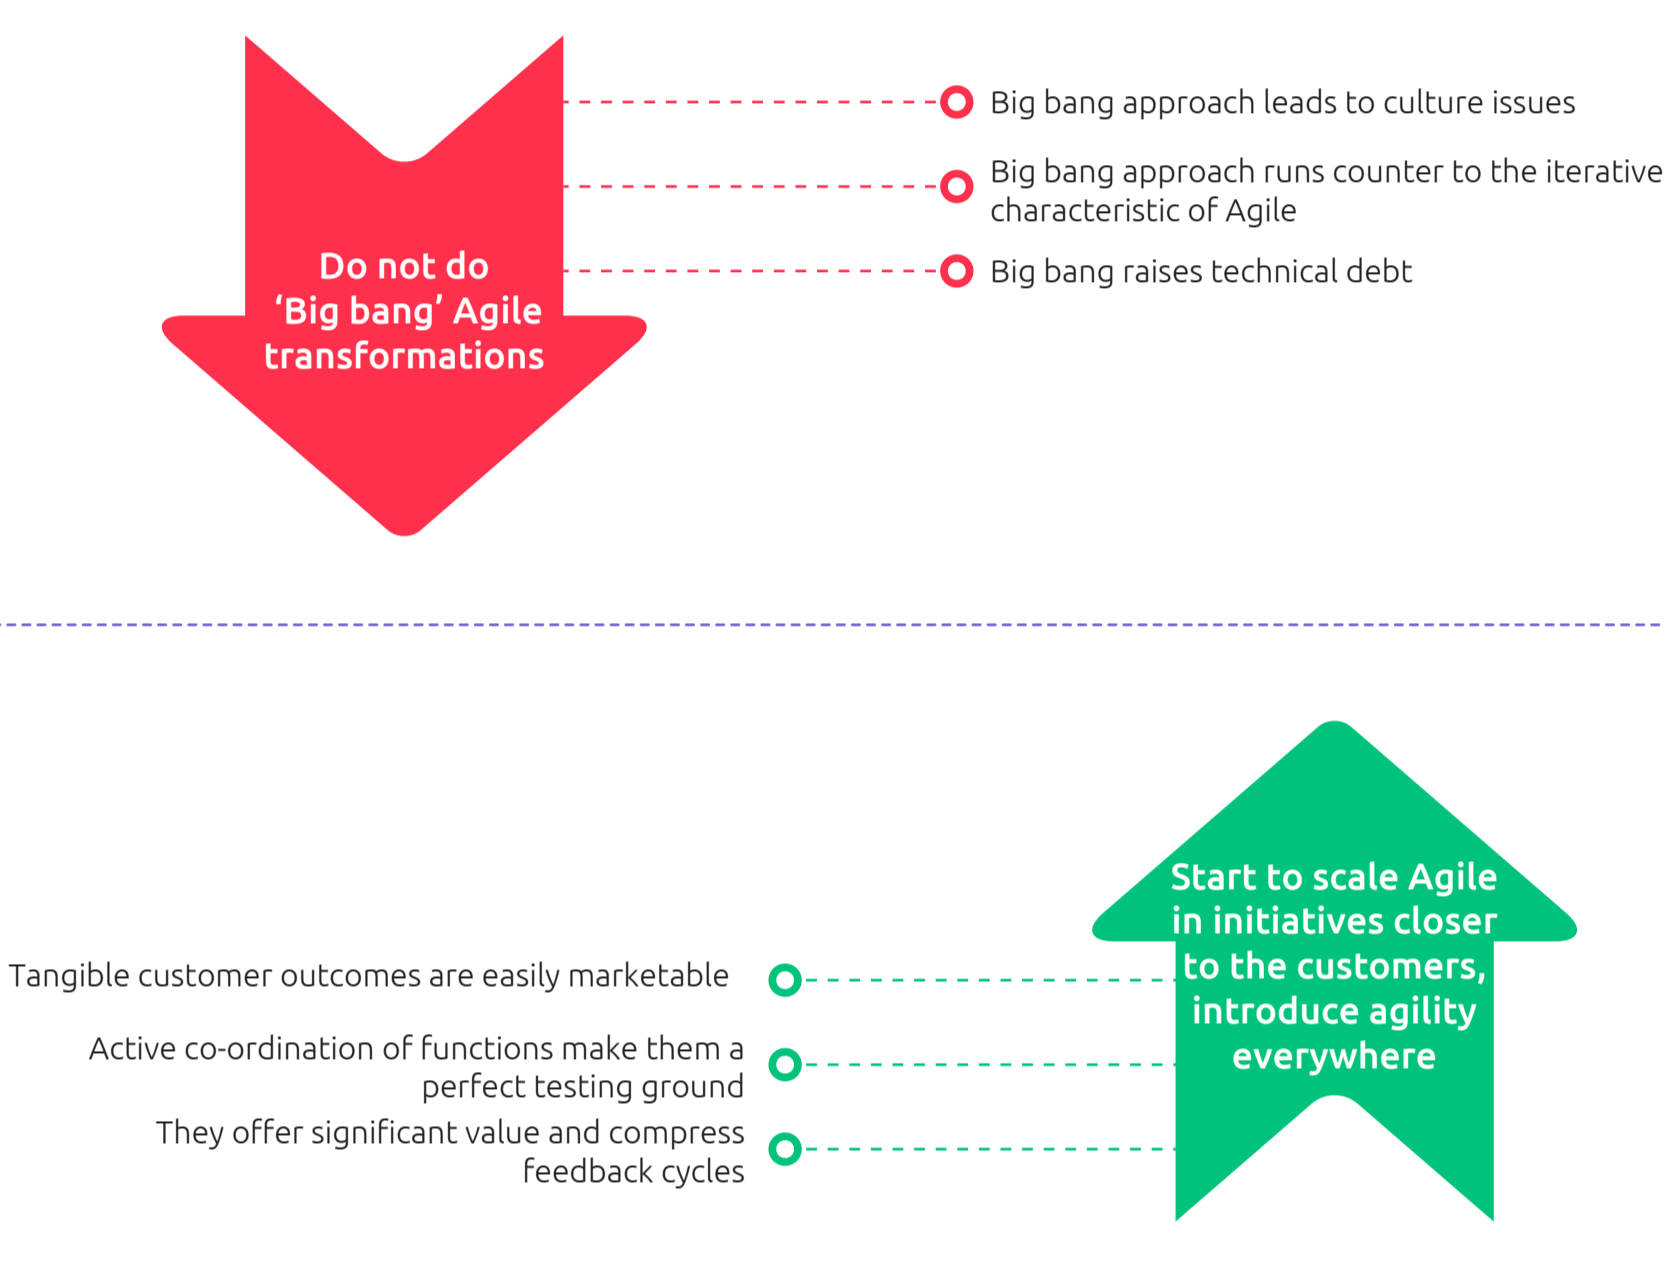 Do not do
‘Big bang’ Agile
transformations
Big bang approach leads to culture issues
Big bang approach runs counter to the iterative
characteristic of Agile
Big bang raises technical debt
Start to scale Agile
in initiatives closer
to the customers,
introduce agility
everywhere
Tangible customer outcomes are easily marketable
Active co-ordination of functions make them a
perfect testing ground
They offer significant value and compress
feedback cycles